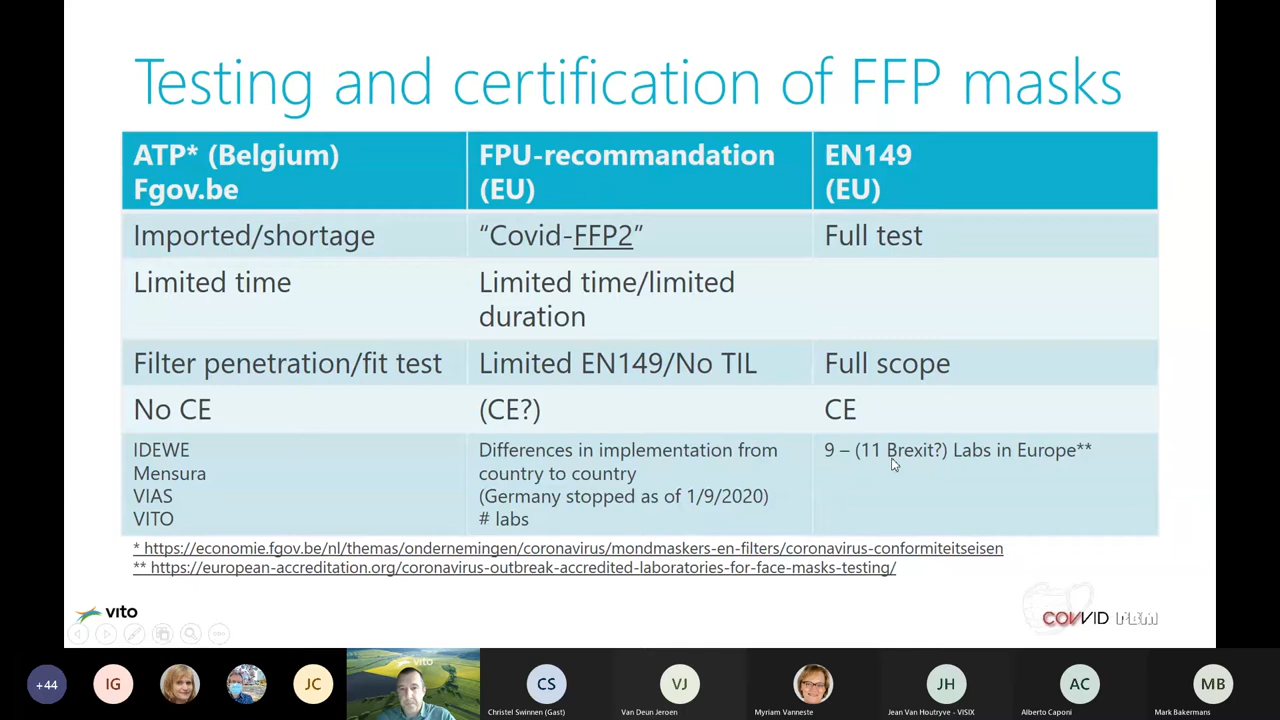 Testing and certification of FFP masks
ATP* (Belgium)
Fgov.be
FPU-recommandation
(EU)
EN149
(EU)
Imported/shortage
“Covid-FFP2”
Full test
Limited time
Limited time/limited
duration
Filter penetration/fit test
Limited EN149/No TIL
Full scope
No CE
(CE?)
CE
IDEWE
Mensura
VIAS
VITO
Differences in implementation from
country to country
(Germany stopped as of 1/9/2020)
# labs
9 – (11 Brexit?) Labs in Europe**
* https://economie.fgov.be/nl/themas/ondernemingen/coronavirus/mondmaskers-en-filters/coronavirus-conformiteitseisen
** https://european-accreditation.org/coronavirus-outbreak-accredited-laboratories-for-face-masks-testing/
vito
COVVID PBM
+44
IG
JC
vito
CS
Christel Swinnen (Gast)
VJ
Van Deun Jeroen
Myriam Vanneste
JH
Jean Van Houtryve - VISIX
AC
Alberto Caponi
MB
Mark Bakermans